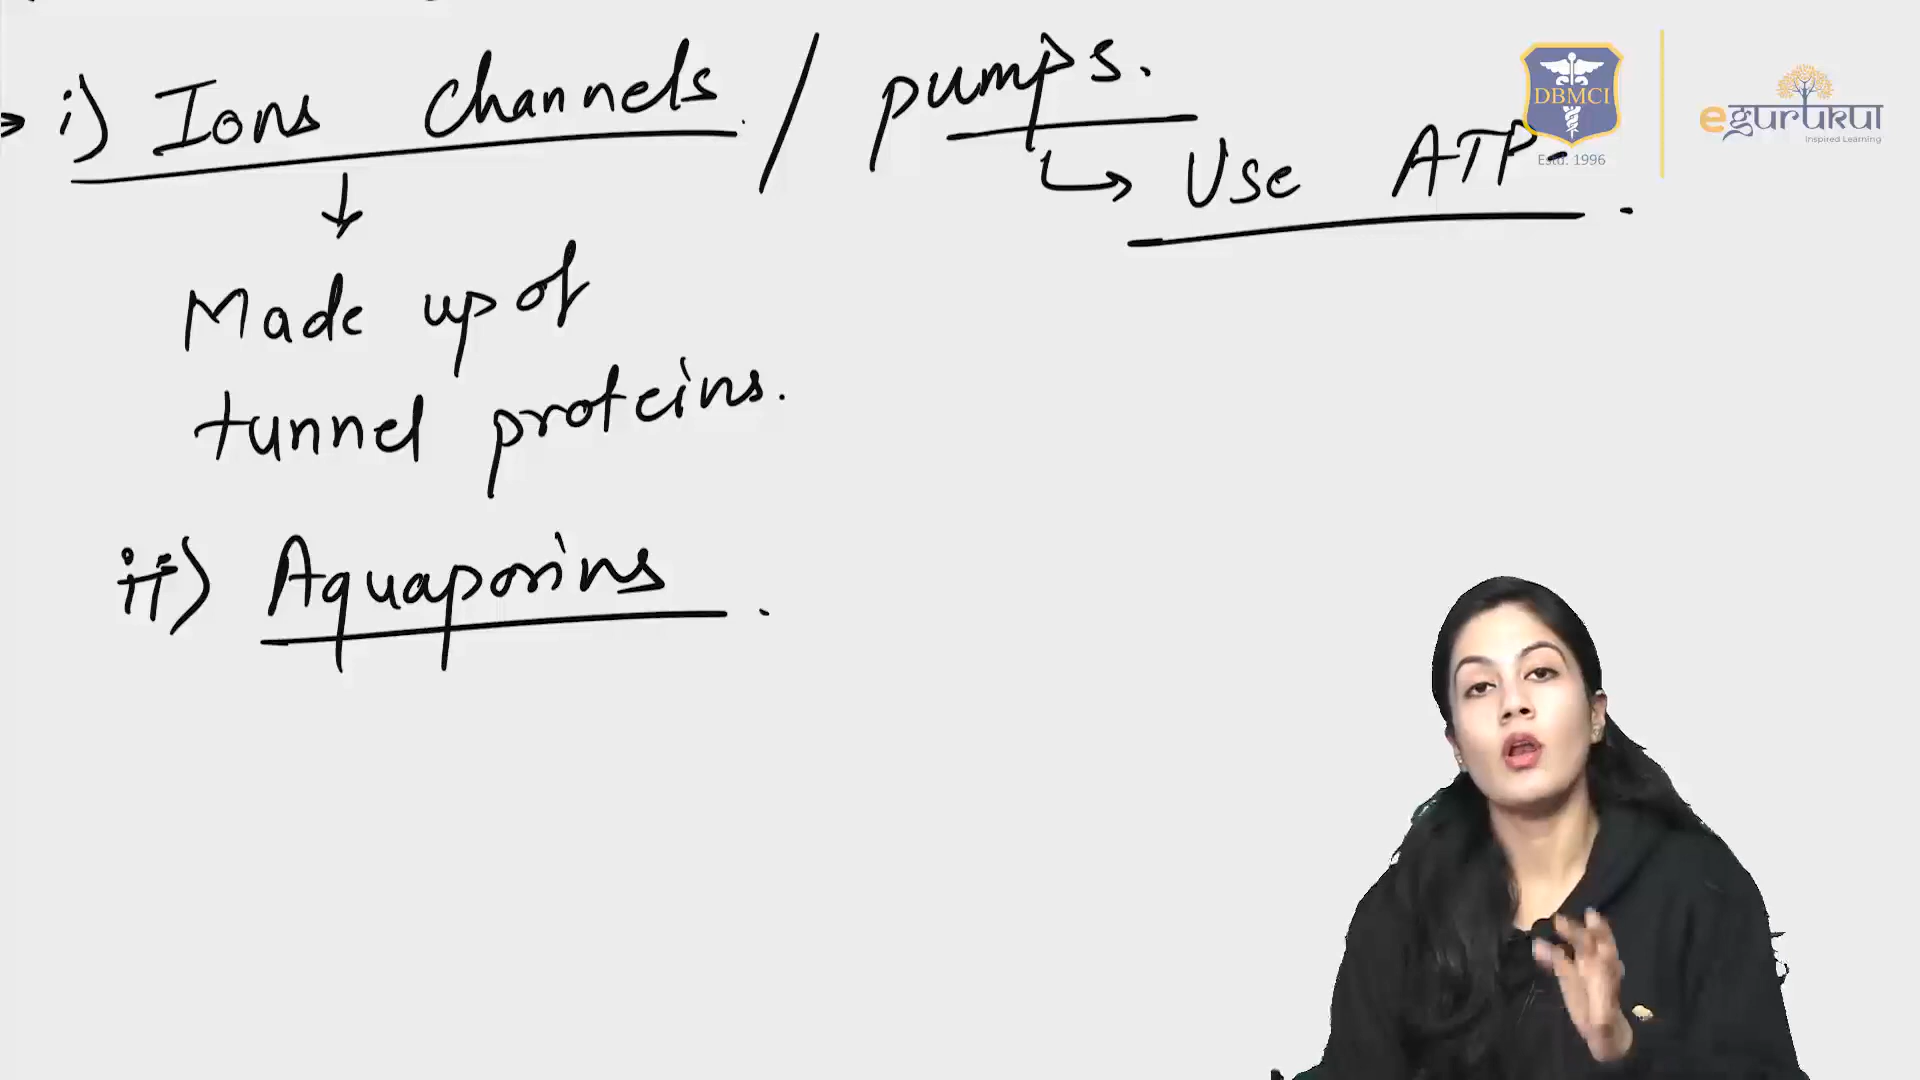 i) Ions channels / pumps.
↳ Use ATP.
↓
Made up of
tunnel proteins.
ii) Aquaporins.
DBMCI
Estd. 1996
egurukul
Inspired Learning